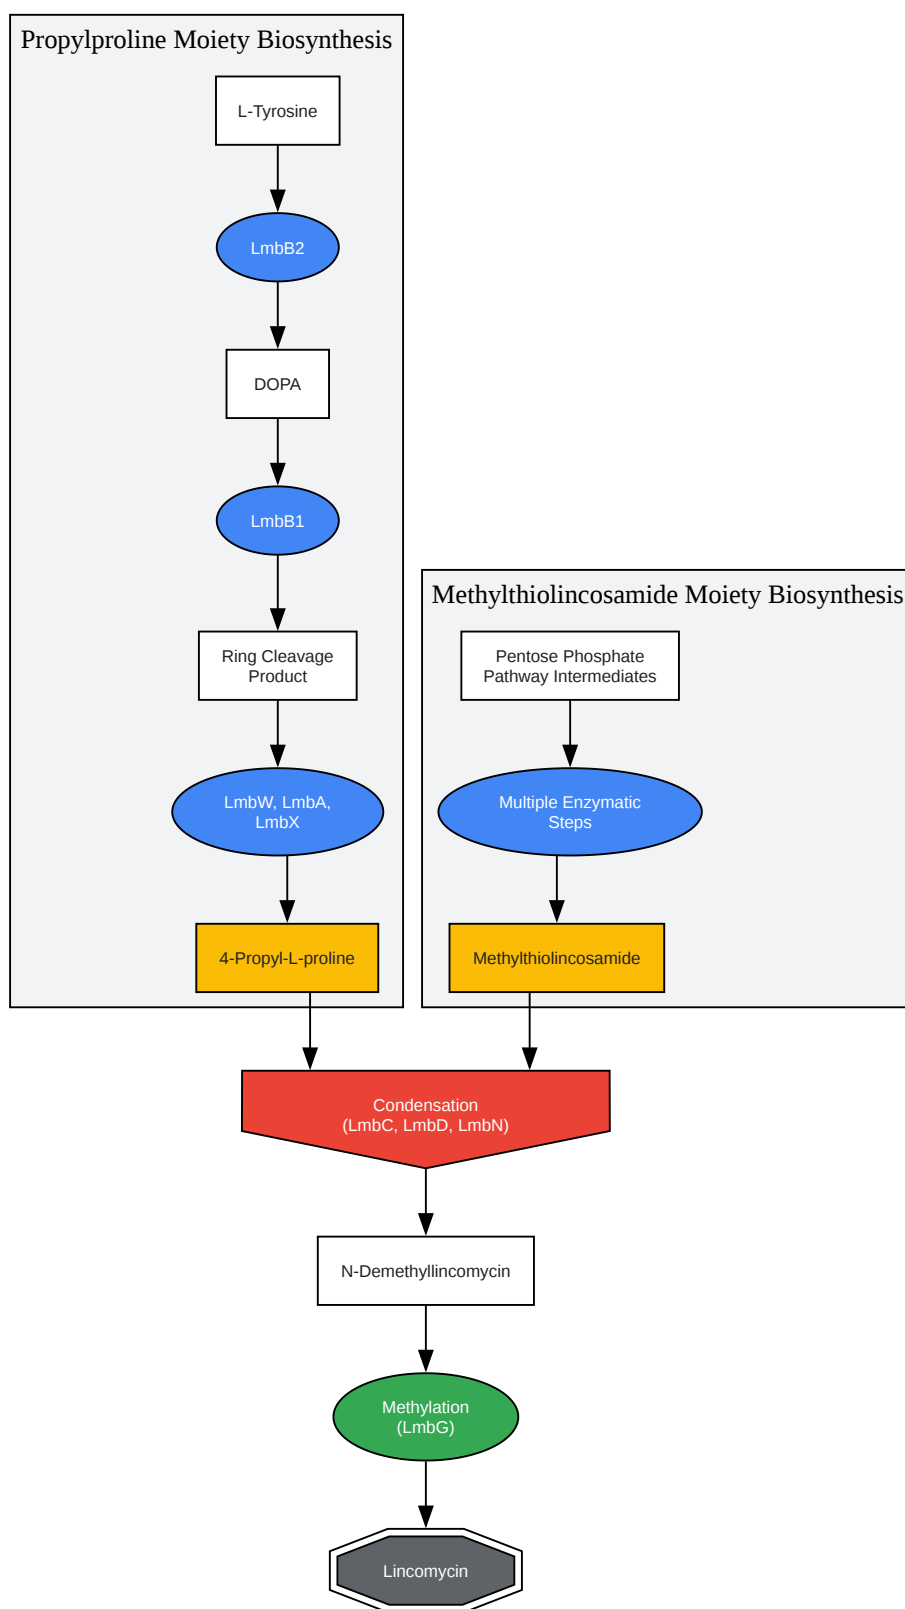 Propylproline Moiety Biosynthesis
L-Tyrosine
LmbB2
DOPA
LmbB1
Ring Cleavage
Product
LmbW, LmbA,
LmbX
4-Propyl-L-proline
Methylthiolincosamide Moiety Biosynthesis
Pentose Phosphate
Pathway Intermediates
Multiple Enzymatic
Steps
Methylthiolincosamide
Condensation
(LmbC, LmbD, LmbN)
N-Demethyllincomycin
Methylation
(LmbG)
Lincomycin